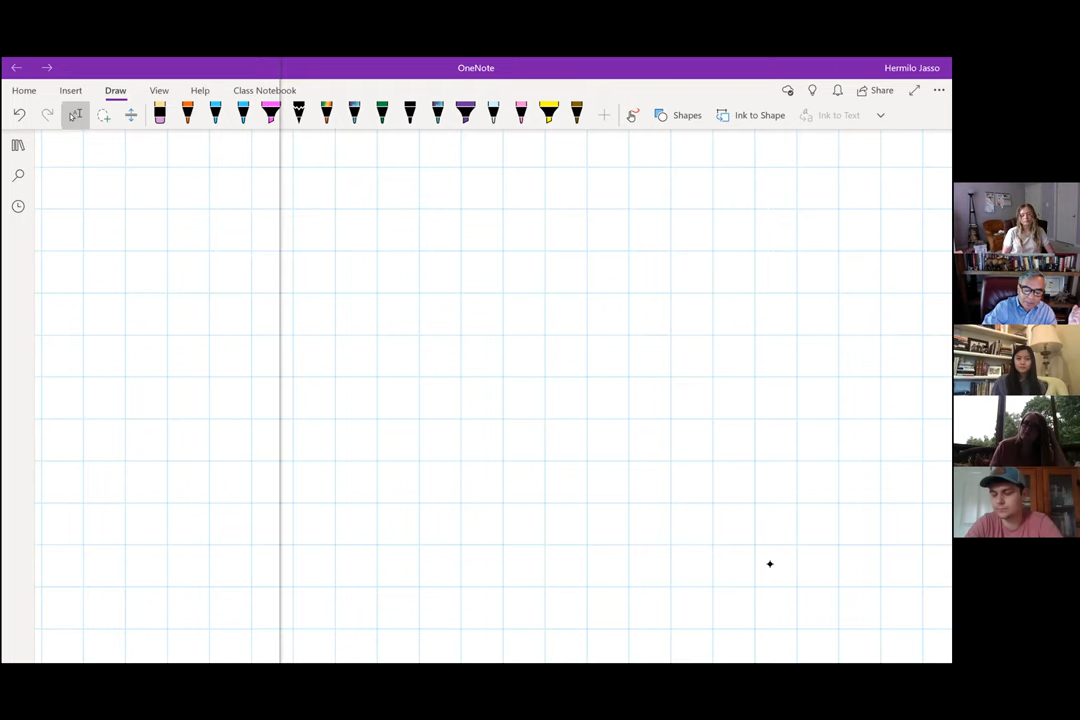 OneNote
Hermilo Jasso
Home Insert Draw View Help Class Notebook Share
Shapes Ink to Shape Ink to Text